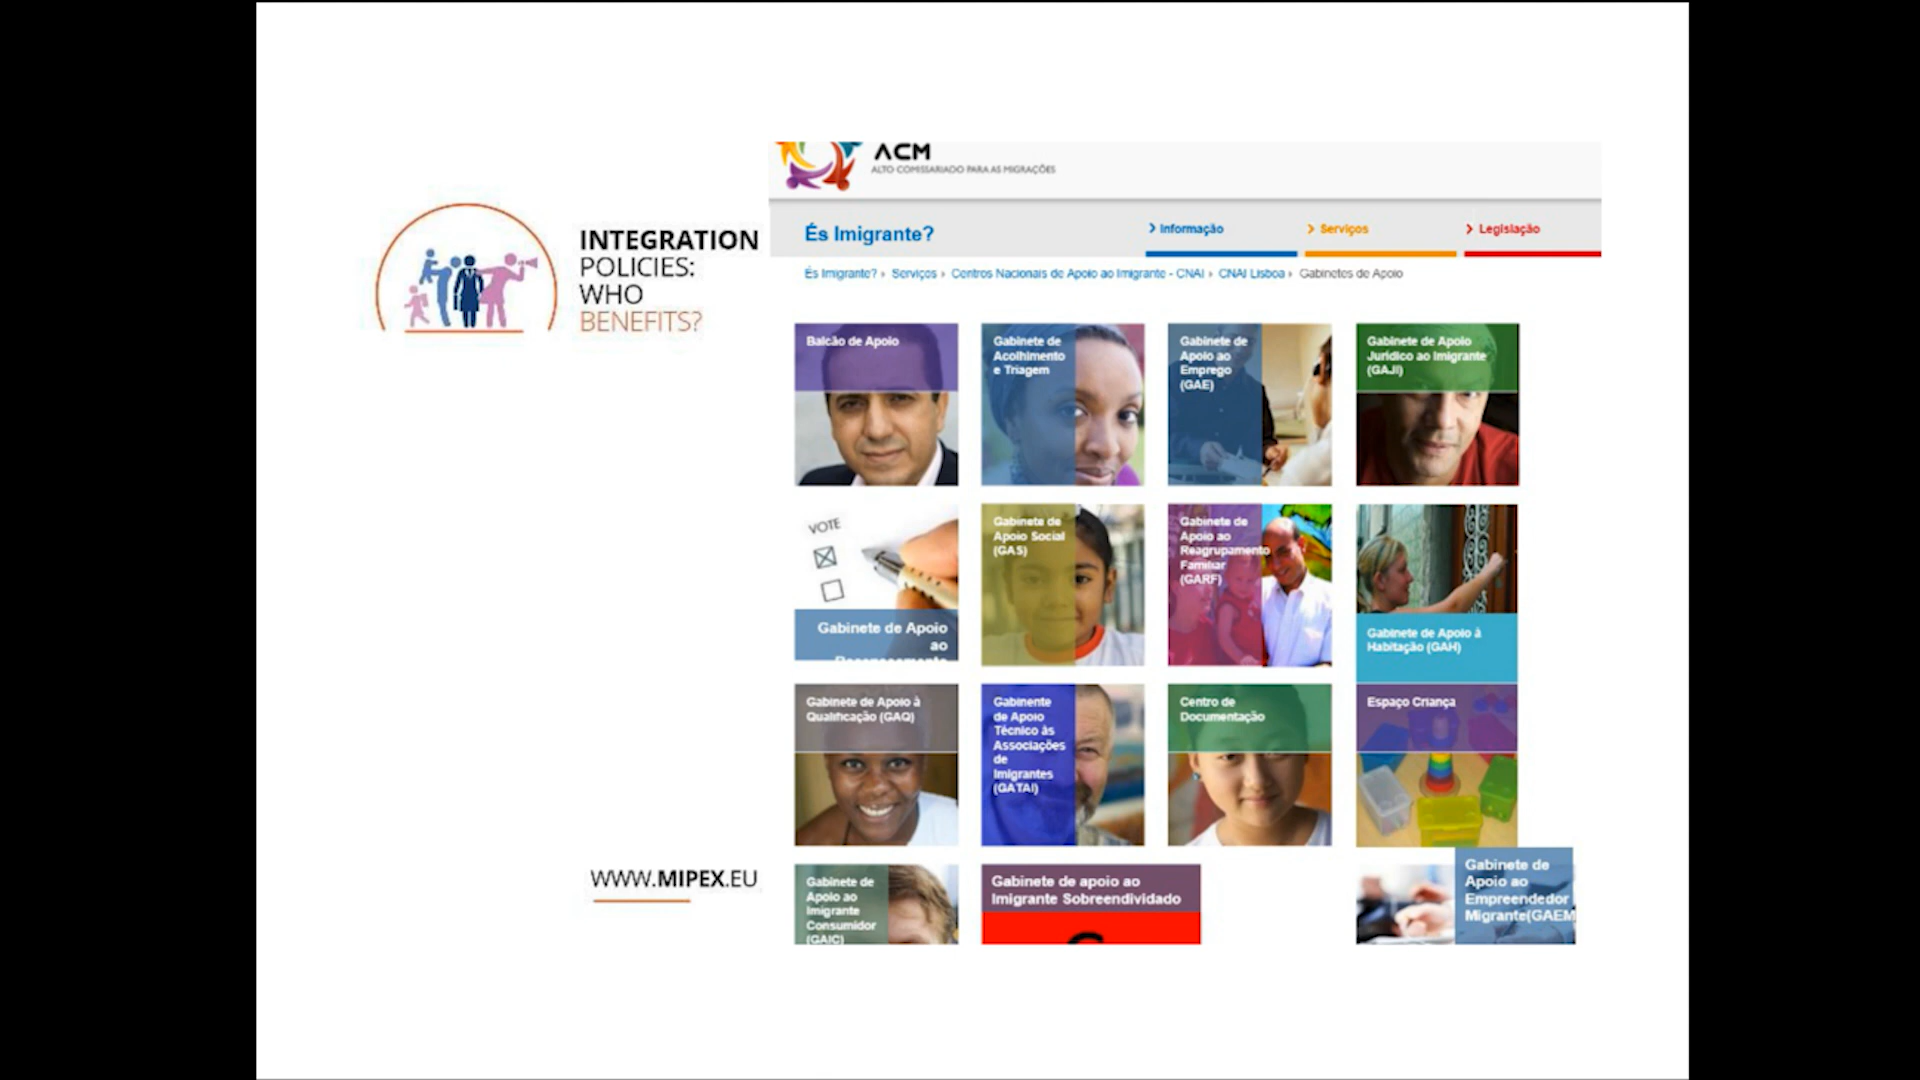 INTEGRATION
POLICIES:
WHO
BENEFITS?
WWW.MIPEX.EU
ACM
ALTO COMISSARIADO PARA AS MIGRAÇÕES
És Imigrante?
Informação
Serviços
Legislação
És Imigrante? › Serviços › Centros Nacionais de Apoio ao Imigrante - CNAI › CNAI Lisboa › Gabinetes de Apoio
Balcão de Apoio
Gabinete de
Acolhimento
e Triagem
Gabinete de
Apoio ao
Emprego
(GAE)
Gabinete de Apoio
Jurídico ao Imigrante
(GAJI)
VOTE
Gabinete de Apoio
ao
Gabinete de
Apoio Social
(GAS)
Gabinete de
Apoio ao
Reagrupamento
Familiar
(GARF)
Gabinete de Apoio à
Habitação (GAH)
Gabinete de Apoio à
Qualificação (GAQ)
Gabinente
de Apoio
Técnico às
Associações
de
Imigrantes
(GATAI)
Centro de
Documentação
Espaço Criança
Gabinete de
Apoio ao
Imigrante
Consumidor
(GAIC)
Gabinete de apoio ao
Imigrante Sobreendividado
Gabinete de
Apoio ao
Empreendedor
Migrante(GAEM